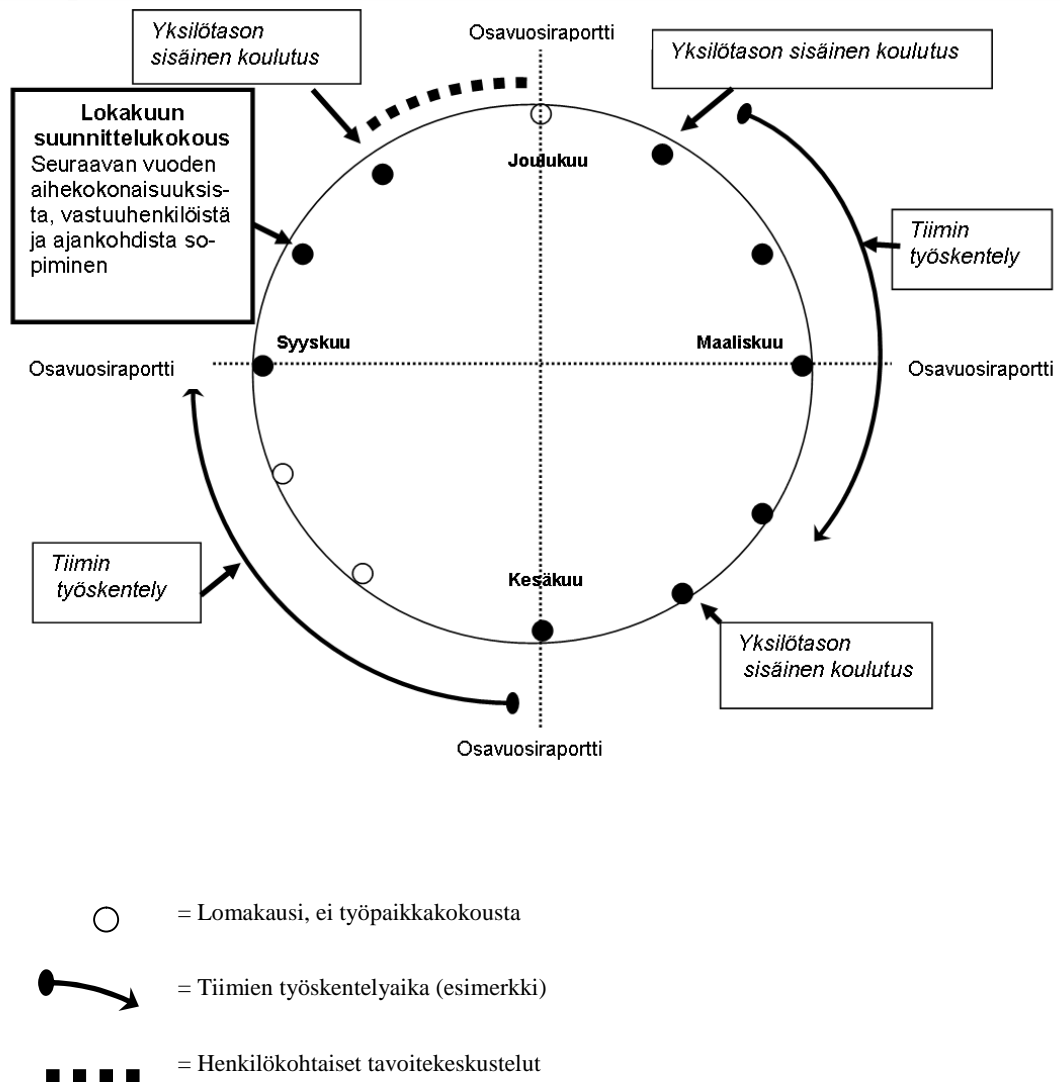 Yksilötason
sisäinen koulutus
Osavuosiraportti
Yksilötason sisäinen koulutus
Lokakuun
suunnittelukokous
Seuraavan vuoden
aihekokonaisuuksis-
ta, vastuuhenkilöistä
ja ajankohdista so-
piminen
Joulukuu
Tiimin
työskentely
Syyskuu
Maaliskuu
Osavuosiraportti
Osavuosiraportti
Tiimin
työskentely
Kesäkuu
Yksilötason
sisäinen koulutus
Osavuosiraportti
= Lomakausi, ei työpaikkakokousta
= Tiimien työskentelyaika (esimerkki)
= Henkilökohtaiset tavoitekeskustelut